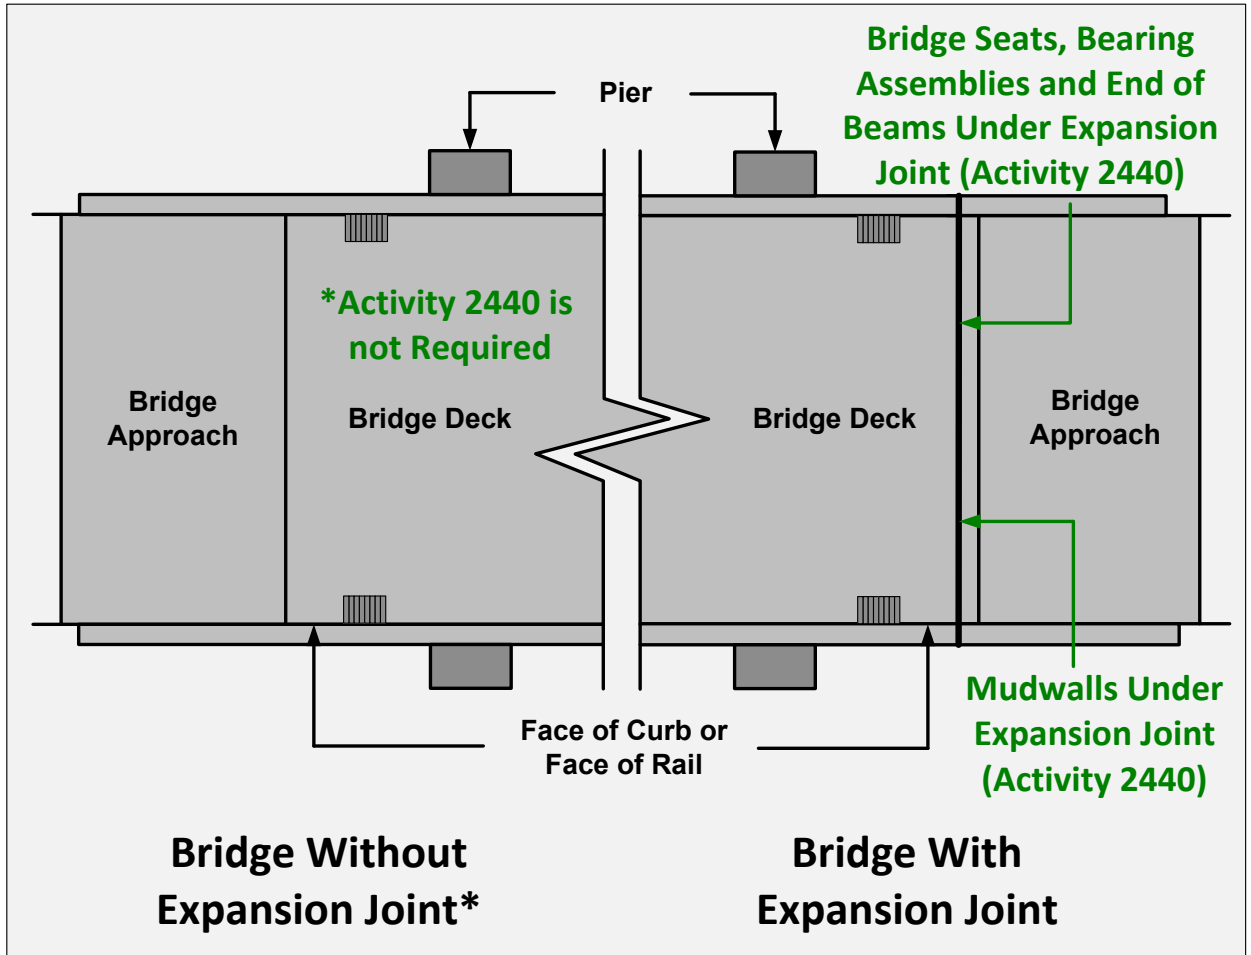 Bridge Seats, Bearing
Assemblies and End of
Beams Under Expansion
Joint (Activity 2440)
Pier
*Activity 2440 is
not Required
Bridge
Approach
Bridge Deck
Bridge Deck
Bridge
Approach
Face of Curb or
Face of Rail
Mudwalls Under
Expansion Joint
(Activity 2440)
Bridge Without
Expansion Joint*
Bridge With
Expansion Joint